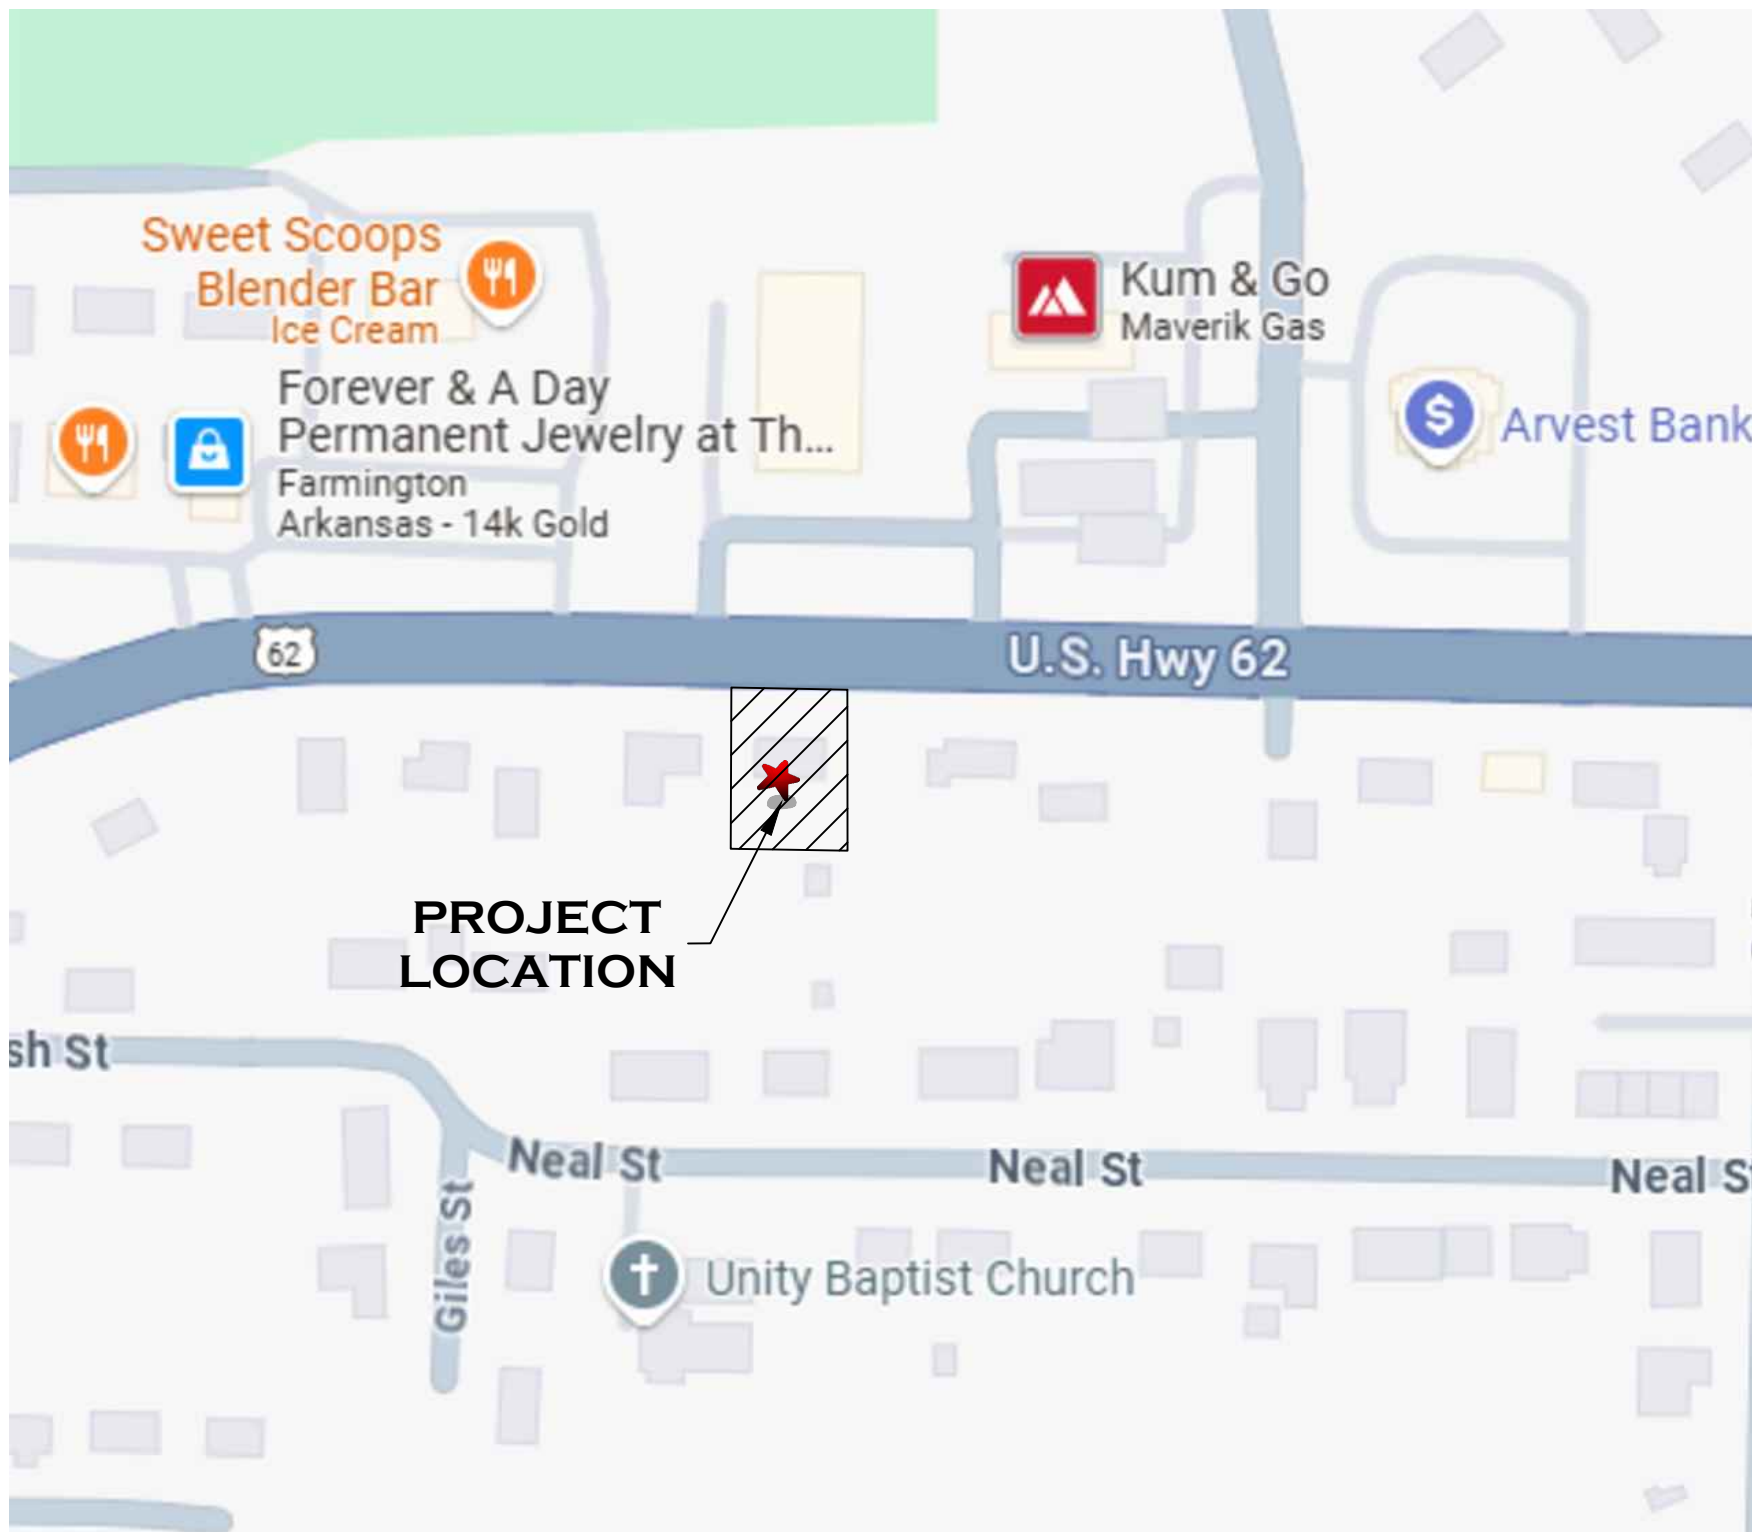 Sweet Scoops
Blender Bar
Ice Cream
Kum & Go
Maverik Gas
Forever & A Day
Permanent Jewelry at Th...
Farmington
Arkansas - 14k Gold
$ Arvest Bank
62
U.S. Hwy 62
PROJECT
LOCATION
sh St
Neal St
Neal St
Neal S
Giles St
Unity Baptist Church